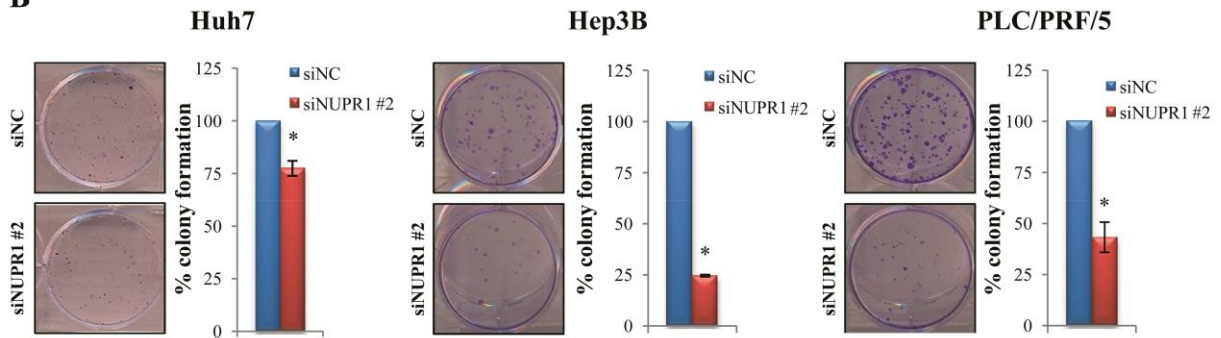 B
Huh7
siNC
siNUPR1 #2
% colony formation
125
100
75
50
25
0
siNC
siNUPR1 #2
*
Hep3B
siNC
siNUPR1 #2
% colony formation
125
100
75
50
25
0
siNC
siNUPR1 #2
*
PLC/PRF/5
siNC
siNUPR1 #2
% colony formation
125
100
75
50
25
0
siNC
siNUPR1 #2
*